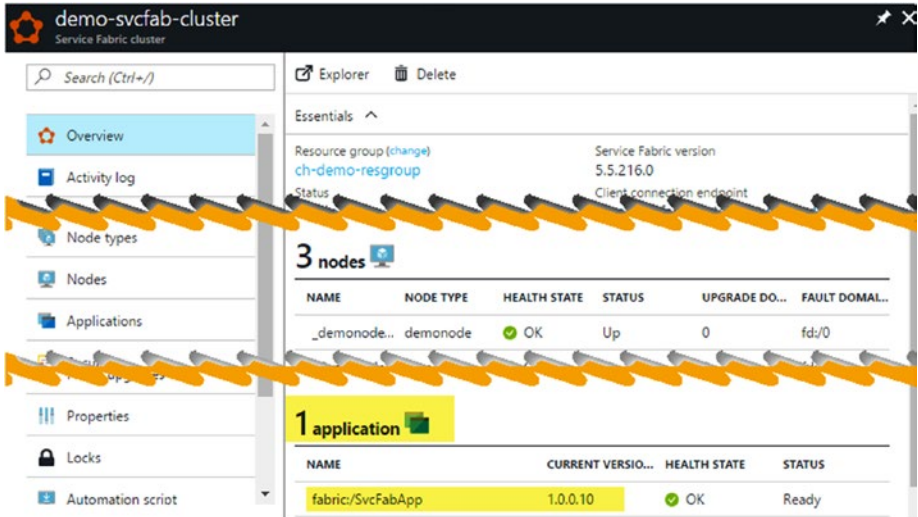 demo-svcfab-cluster
Service Fabric cluster
Search (Ctrl+/)
Overview
Activity log
Node types
Nodes
Applications
Properties
Locks
Automation script
Explorer Delete
Essentials
Resource group (change) Service Fabric version
ch-demo-resgroup 5.5.216.0
Status Client connection endpoint
3 nodes
NAME NODE TYPE HEALTH STATE STATUS UPGRADE DO... FAULT DOMAI...
_demonode... demonode OK Up 0 fd:/0
1 application
NAME CURRENT VERSIO... HEALTH STATE STATUS
fabric:/SvcFabApp 1.0.0.10 OK Ready